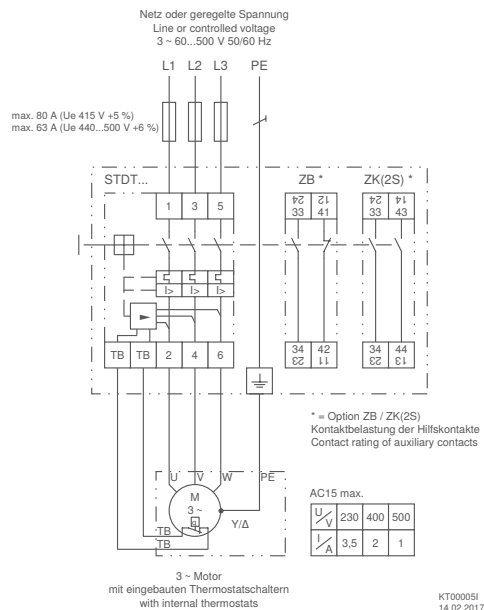 Netz oder geregelte Spannung
Line or controlled voltage
3 ~ 60...500 V 50/60 Hz
L1 L2 L3 PE
max. 80 A (Ue 415 V +5 %)
max. 63 A (Ue 440...500 V +6 %)
STDT... ZB * ZK(2S) *
24 12 24 14
1 3 5 33 41 33 43
I> I> I>
TB TB 2 4 6 34 42 34 44
23 11 23 13
* = Option ZB / ZK(2S)
Kontaktbelastung der Hilfskontakte
Contact rating of auxiliary contacts
U V W PE
M
3 ~
Y/Δ
TB
TB
AC15 max.
U/V 230 400 500
I/A 3,5 2 1
3 ~ Motor
mit eingebauten Thermostatschaltern
with internal thermostats
KT00005I
14.02.2017